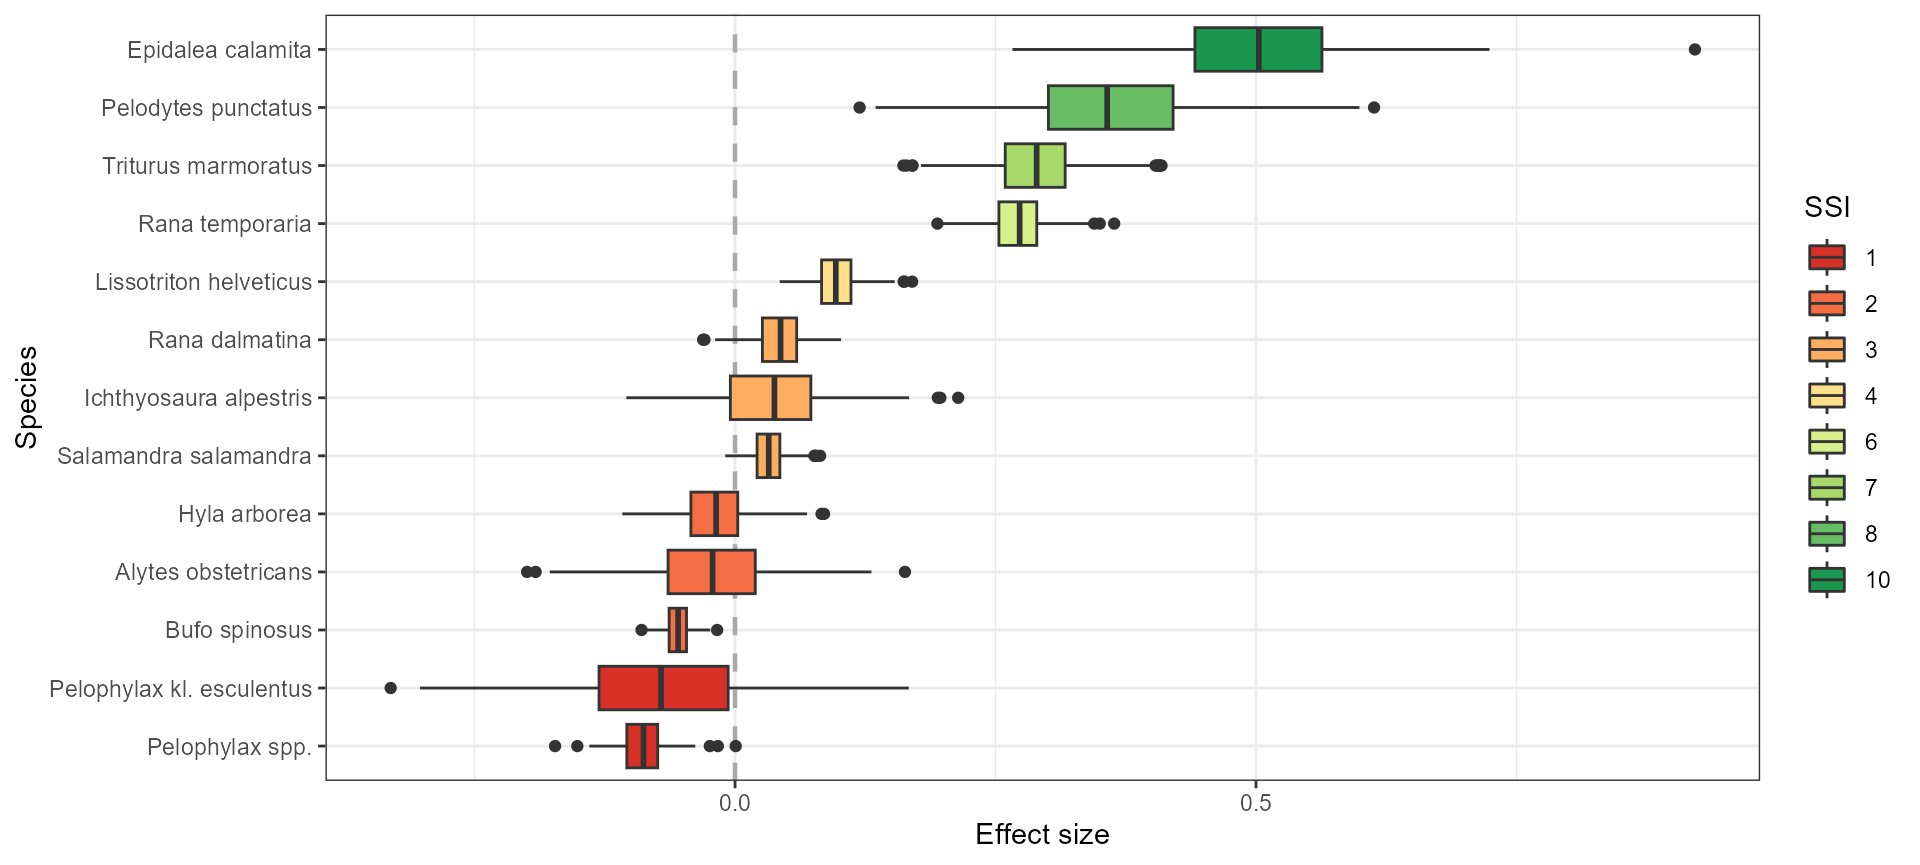 Epidalea calamita
Pelodytes punctatus
Triturus marmoratus
Rana temporaria
Lissotriton helveticus
Rana dalmatina
Ichthyosaura alpestris
Salamandra salamandra
Hyla arborea
Alytes obstetricans
Bufo spinosus
Pelophylax kl. esculentus
Pelophylax spp.
Species
0.0
0.5
Effect size
SSI
1
2
3
4
6
7
8
10